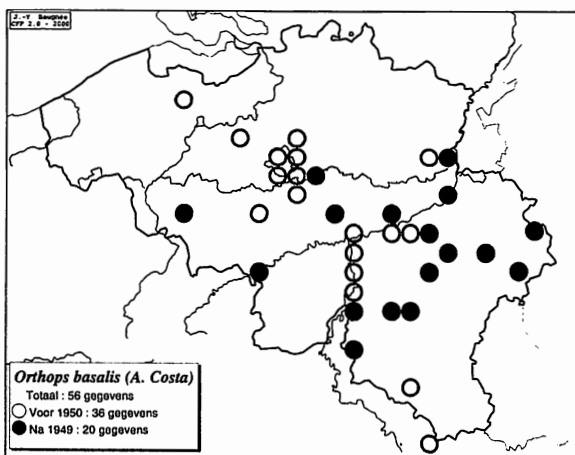 J.-Y Baugnée
CFF 2.0 - 2000
Orthops basalis (A. Costa)
Totaal : 56 gegevens
Voor 1950 : 36 gegevens
Na 1949 : 20 gegevens